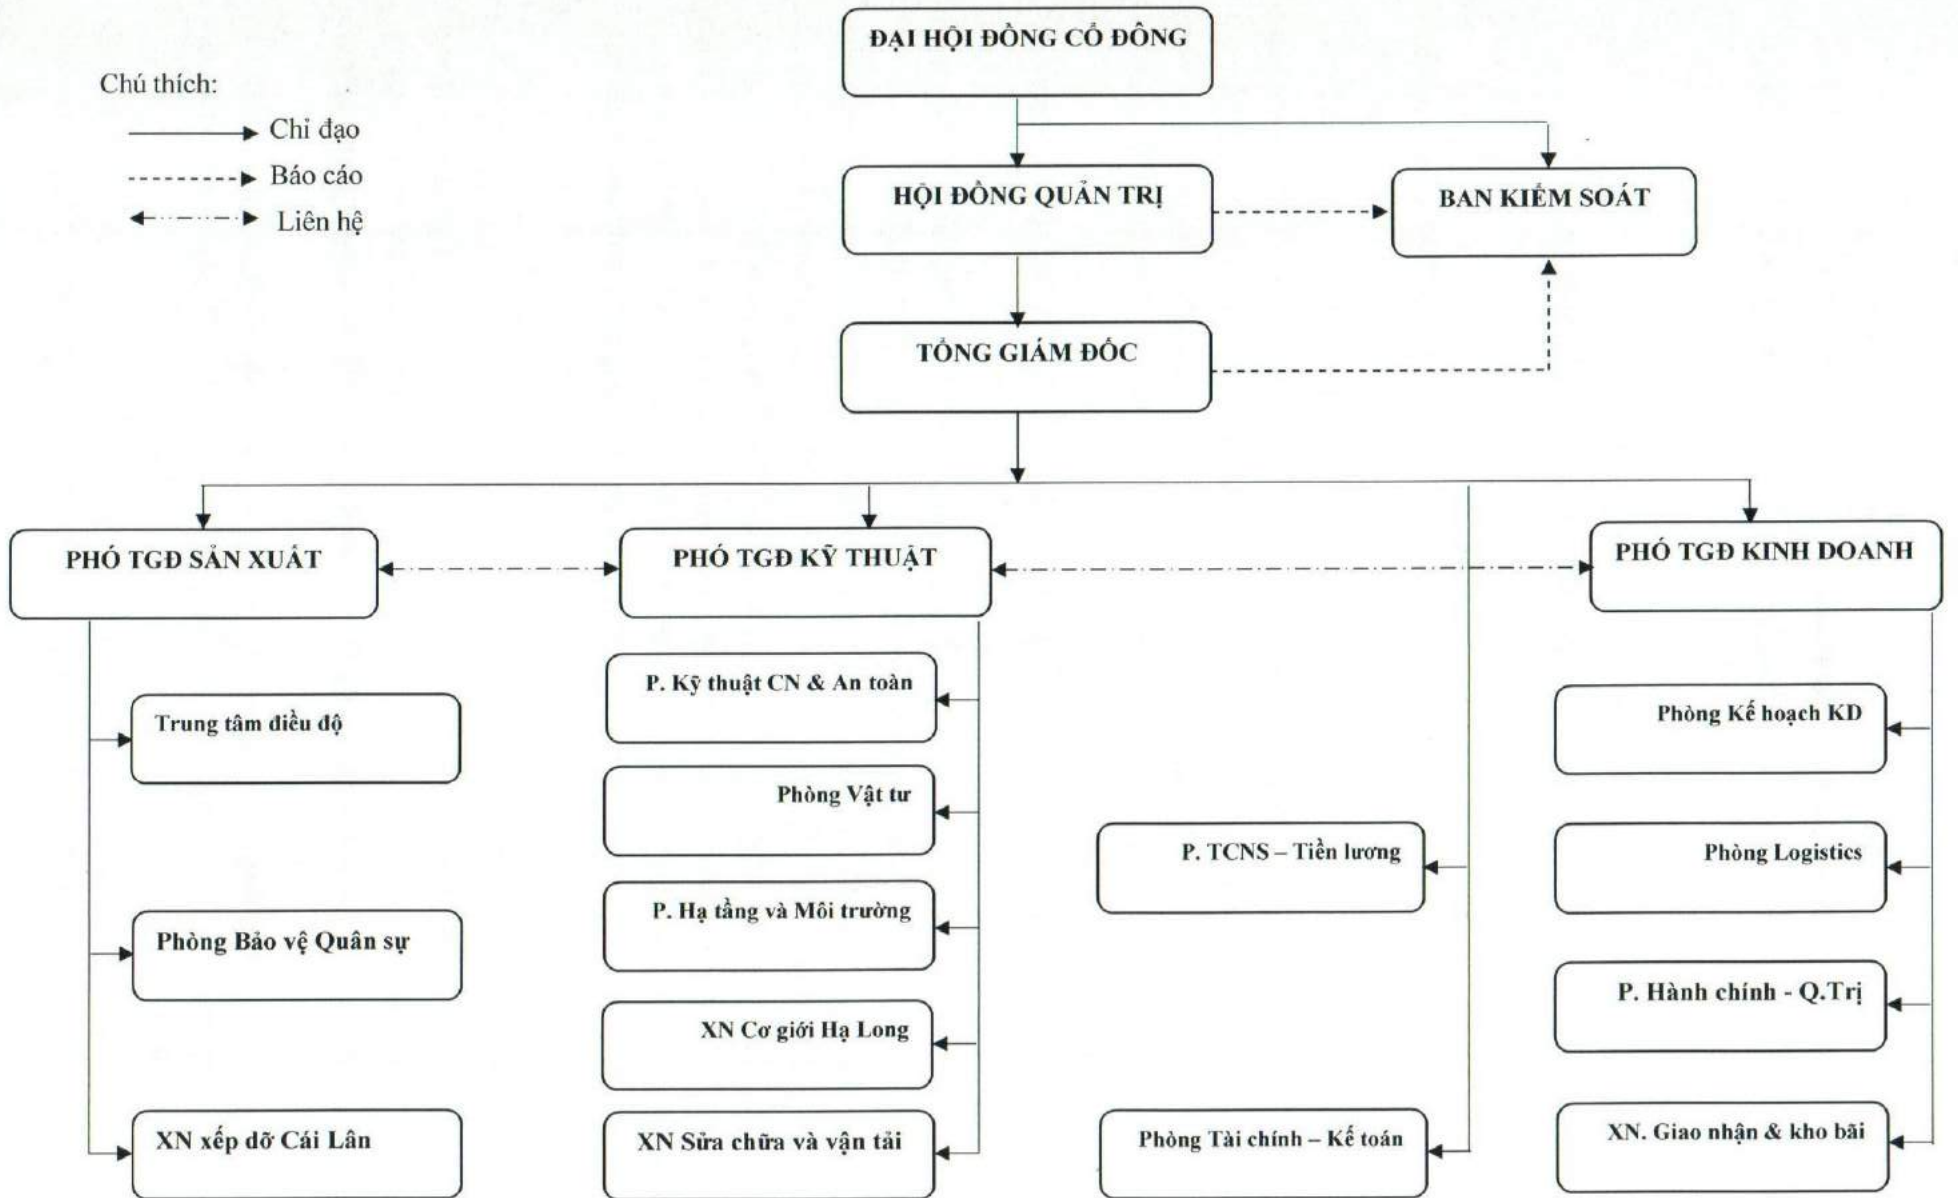 ĐẠI HỘI ĐỒNG CỔ ĐÔNG
Chú thích:
Chỉ đạo
Báo cáo
Liên hệ
HỘI ĐỒNG QUẢN TRỊ
BAN KIỂM SOÁT
TỔNG GIÁM ĐỐC
PHÓ TGĐ SẢN XUẤT
PHÓ TGĐ KỸ THUẬT
PHÓ TGĐ KINH DOANH
Trung tâm điều độ
Phòng Bảo vệ Quân sự
XN xếp dỡ Cái Lân
P. Kỹ thuật CN & An toàn
Phòng Vật tư
P. Hạ tầng và Môi trường
XN Cơ giới Hạ Long
XN Sửa chữa và vận tải
P. TCNS – Tiền lương
Phòng Tài chính – Kế toán
Phòng Kế hoạch KD
Phòng Logistics
P. Hành chính - Q.Trị
XN. Giao nhận & kho bãi